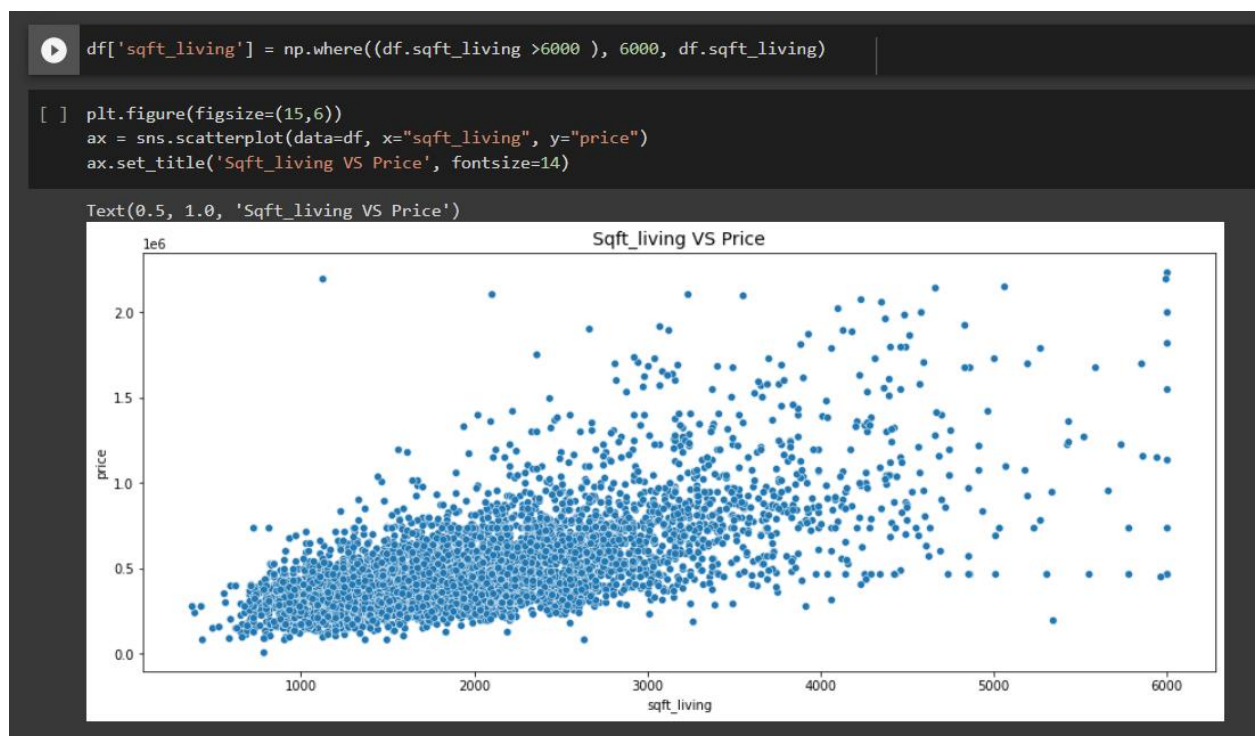 df['sqft_living'] = np.where((df.sqft_living >6000 ), 6000, df.sqft_living)
[ ] plt.figure(figsize=(15,6))
ax = sns.scatterplot(data=df, x="sqft_living", y="price")
ax.set_title('Sqft_living VS Price', fontsize=14)
Text(0.5, 1.0, 'Sqft_living VS Price')
Sqft_living VS Price
1e6
2.0
1.5
1.0
0.5
0.0
price
1000 2000 3000 4000 5000 6000
sqft_living